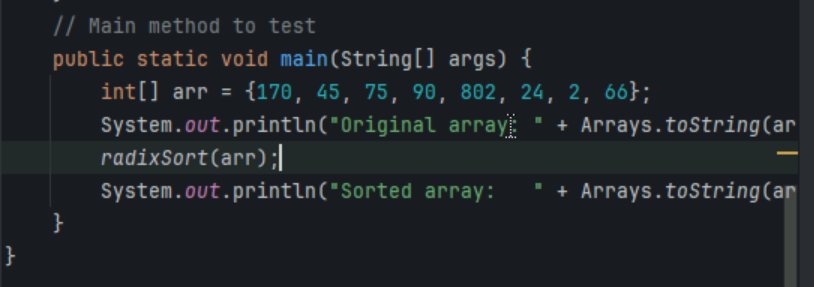 // Main method to test
public static void main(String[] args) {
int[] arr = {170, 45, 75, 90, 802, 24, 2, 66};
System.out.println("Original array: " + Arrays.toString(ar
radixSort(arr);
System.out.println("Sorted array:   " + Arrays.toString(ar
}
}